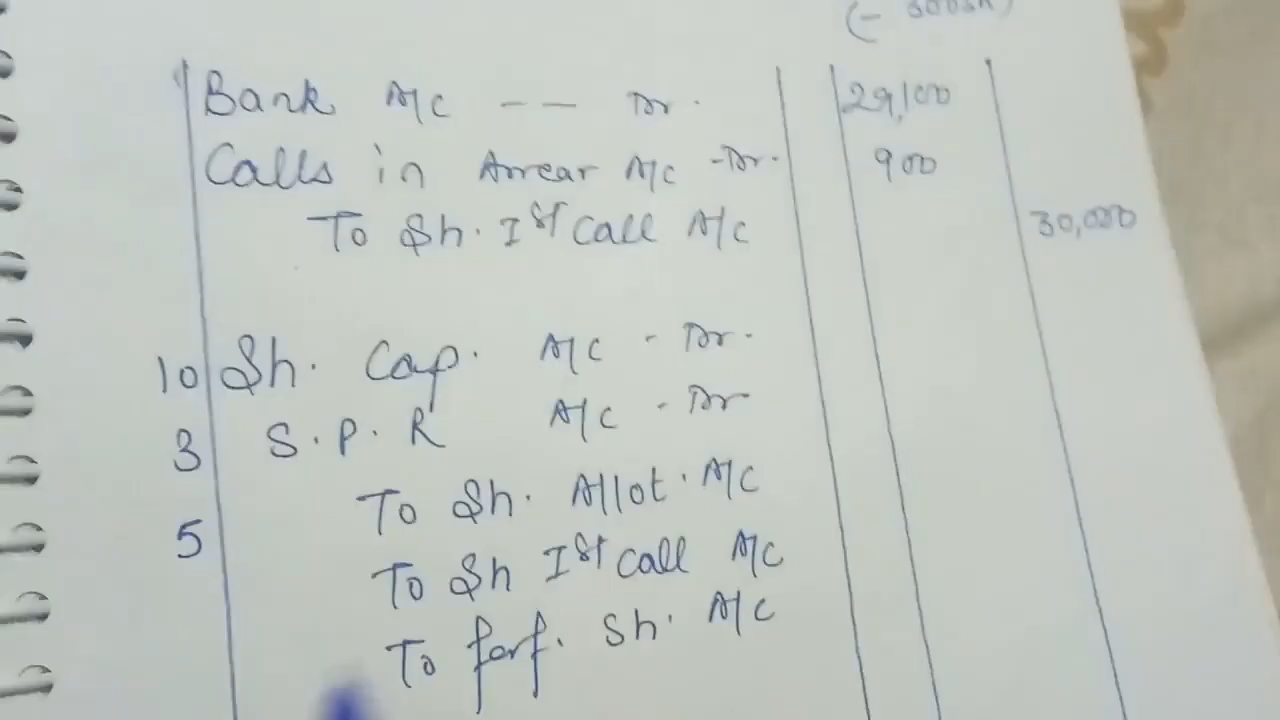 (-
Bank A/C -- Dr. 29,100
Calls in Arrear A/C -Dr. 900
To Sh. Ist Call A/C 30,000
10 Sh. Cap. A/C - Dr.
3 S.P.R A/C - Dr
To Sh. Allot. A/C
5
To Sh Ist Call A/C
To forf. Sh. A/C